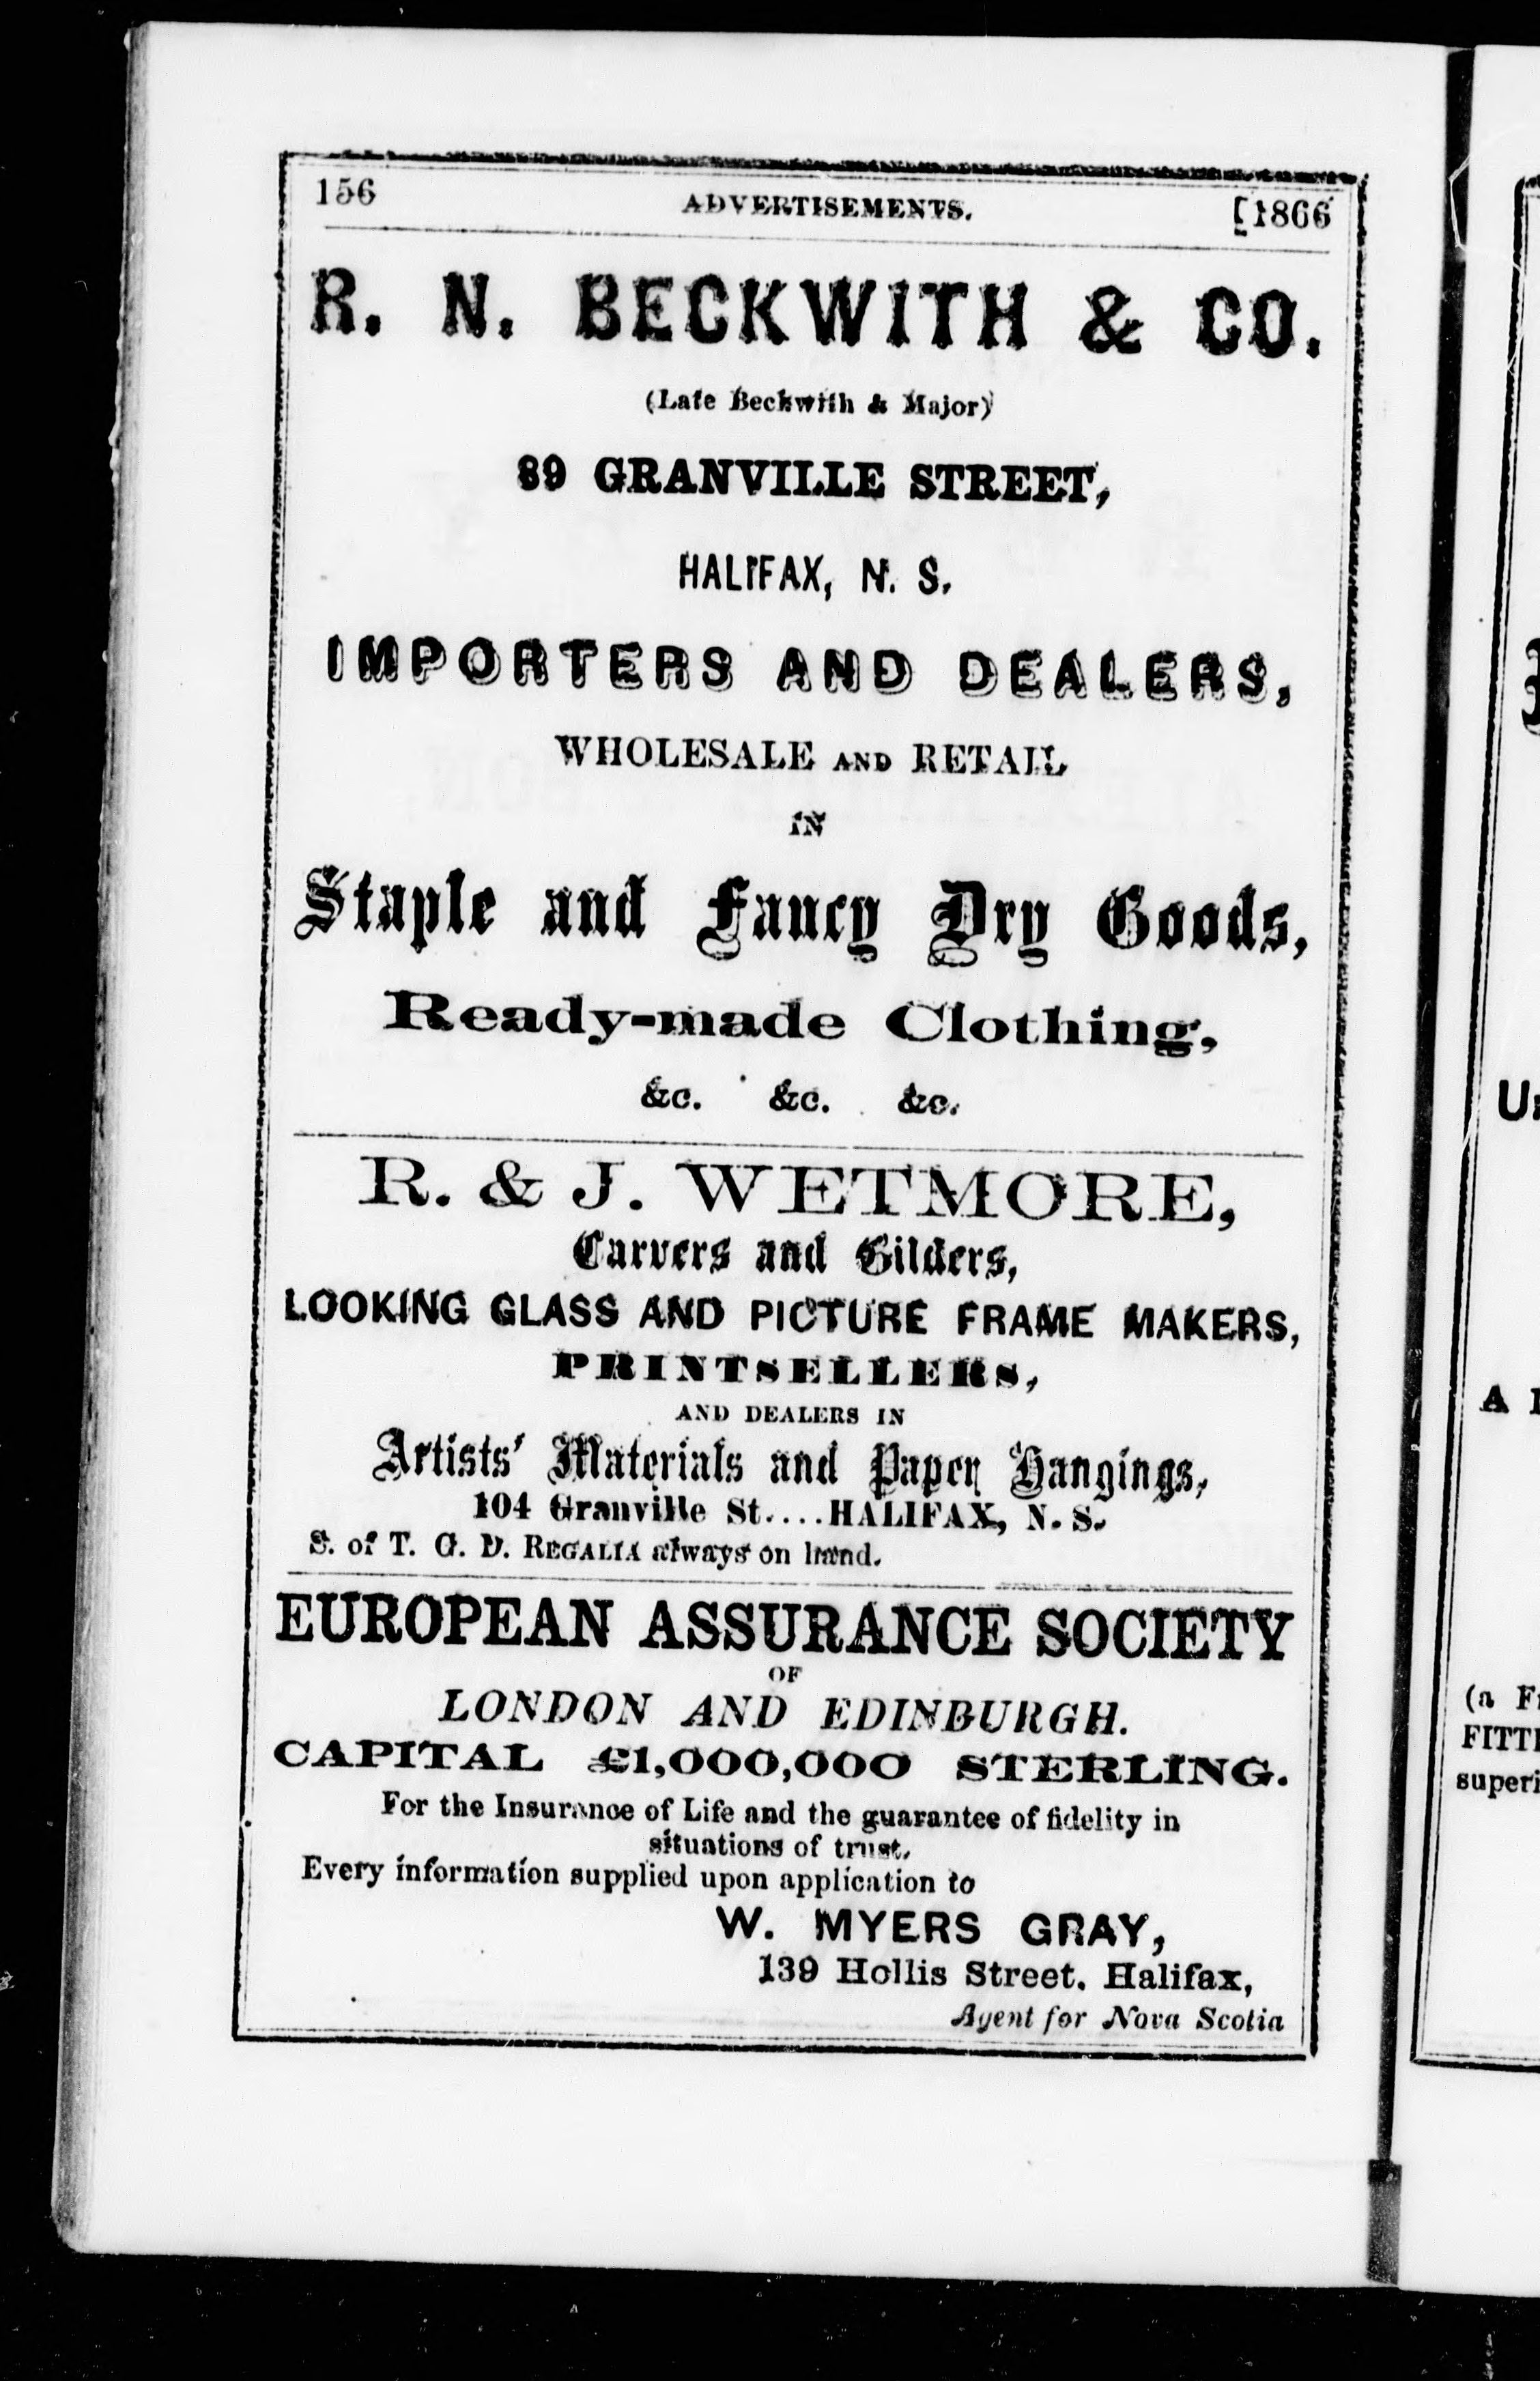 156 ADVERTISEMENTS. [1866
R. N. BECKWITH & CO.
(Late Beckwith & Major)
89 GRANVILLE STREET,
HALIFAX, N. S.
IMPORTERS AND DEALERS,
WHOLESALE AND RETAIL
IN
Staple and Fancy Dry Goods,
Ready-made Clothing,
&c. &c. &c.
R. & J. WETMORE,
Carvers and Gilders,
LOOKING GLASS AND PICTURE FRAME MAKERS,
PRINTSELLERS,
AND DEALERS IN
Artists' Materials and Paper Hangings,
104 Granville St....HALIFAX, N. S.
S. of T. G. D. REGALIA always on hand.
EUROPEAN ASSURANCE SOCIETY
OF
LONDON AND EDINBURGH.
CAPITAL £1,000,000 STERLING.
For the Insurance of Life and the guarantee of fidelity in
situations of trust.
Every information supplied upon application to
W. MYERS GRAY,
139 Hollis Street. Halifax,
Agent for Nova Scotia